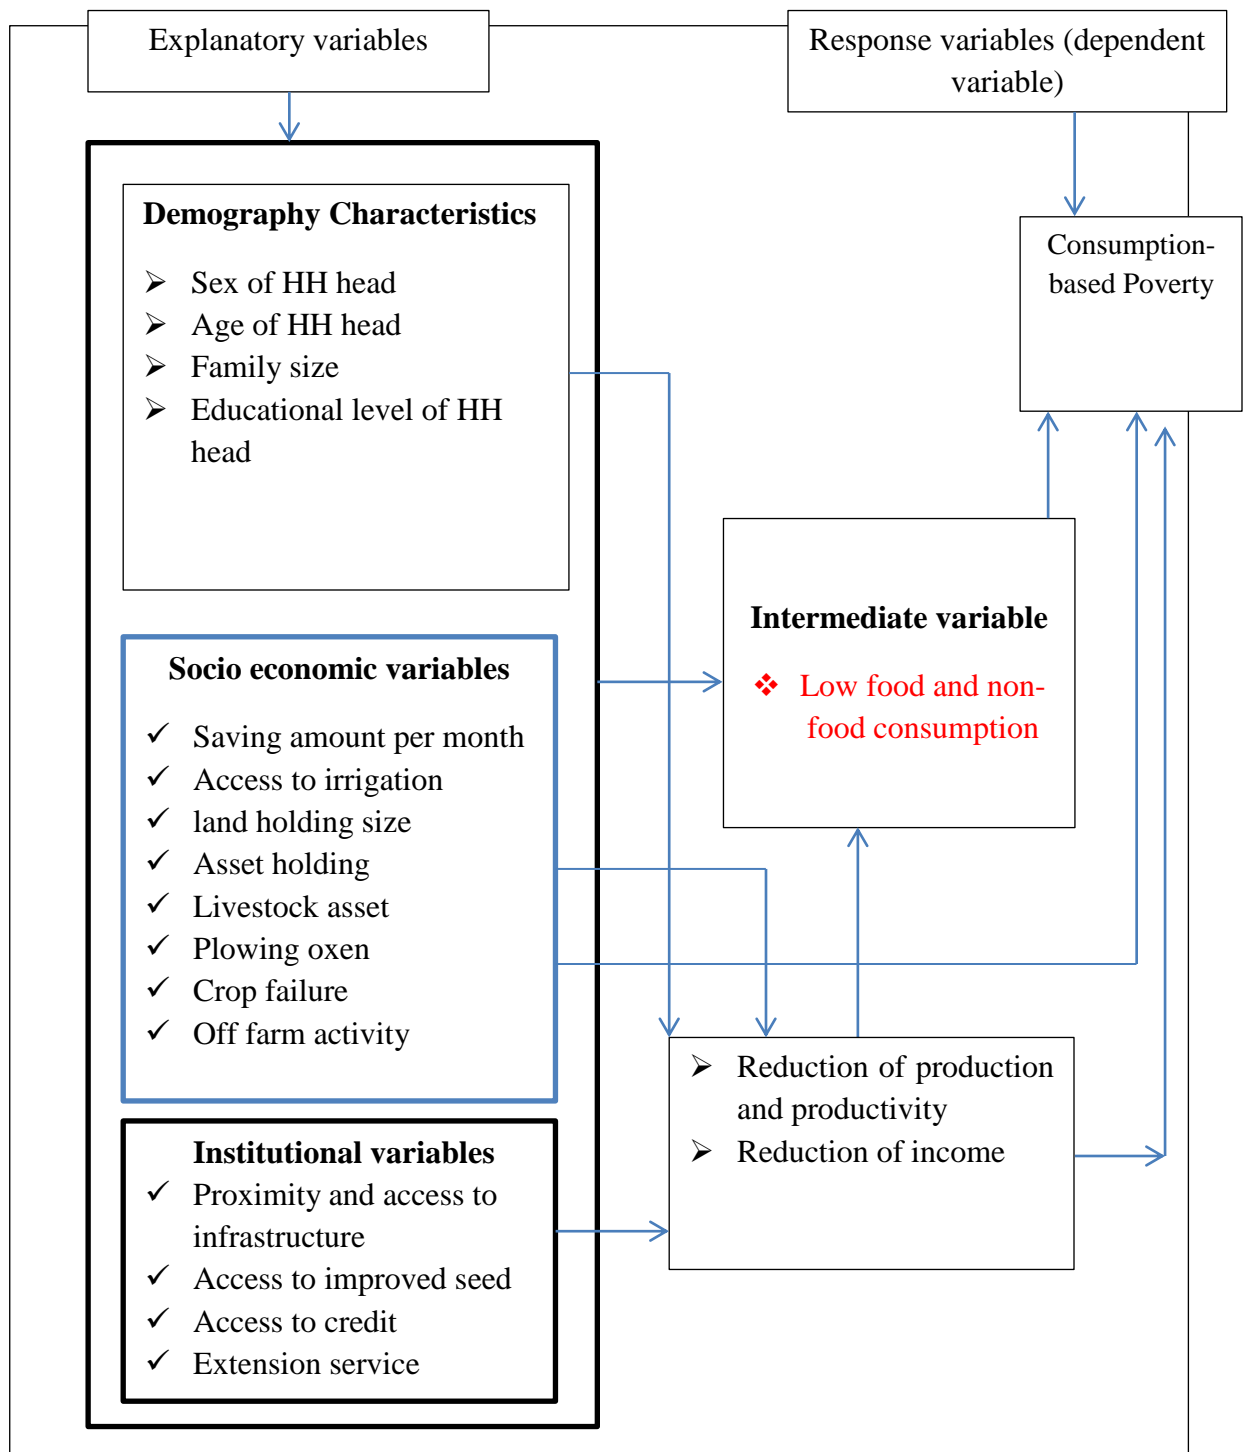 Explanatory variables
Response variables (dependent
variable)
Demography Characteristics
Sex of HH head
Age of HH head
Family size
Educational level of HH
head
Consumption-
based Poverty
Intermediate variable
Low food and non-
food consumption
Socio economic variables
Saving amount per month
Access to irrigation
land holding size
Asset holding
Livestock asset
Plowing oxen
Crop failure
Off farm activity
Reduction of production
and productivity
Reduction of income
Institutional variables
Proximity and access to
infrastructure
Access to improved seed
Access to credit
Extension service